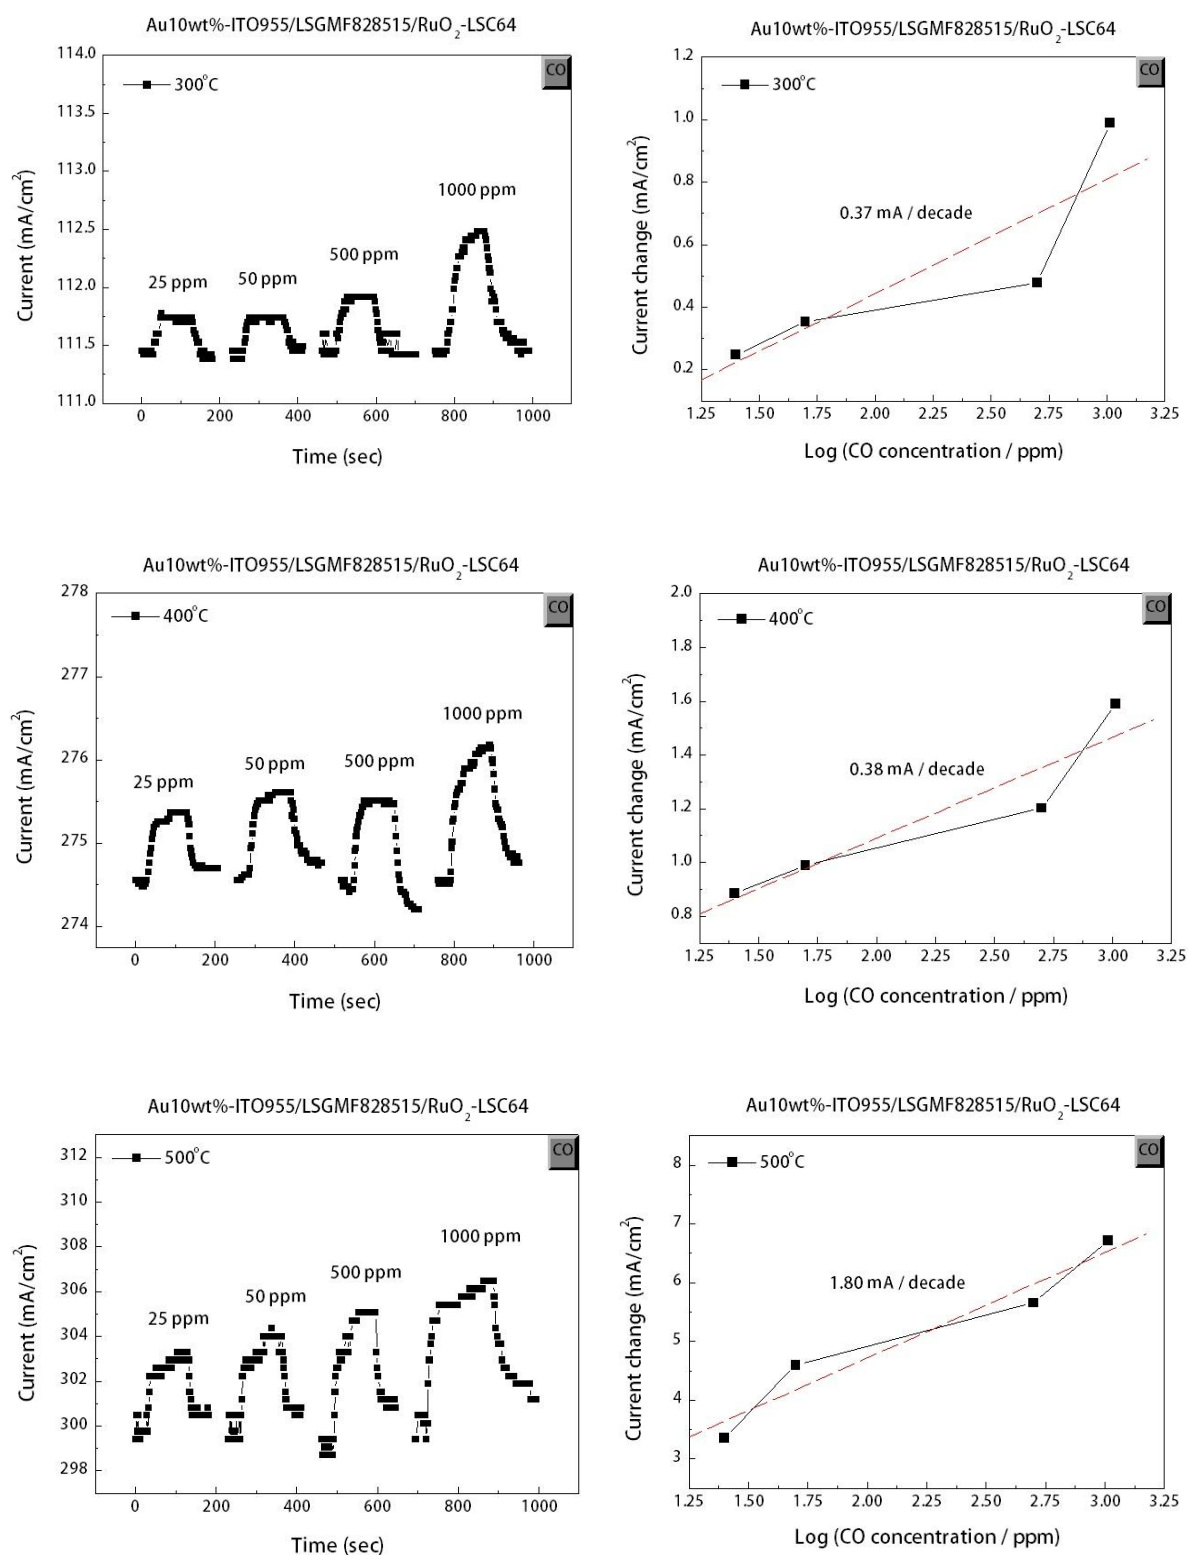 Au10wt%-ITO955/LSGMF828515/RuO2-LSC64
CO
300°C
114.0
113.5
113.0
112.5
112.0
111.5
111.0
Current (mA/cm2)
25 ppm
50 ppm
500 ppm
1000 ppm
0 200 400 600 800 1000
Time (sec)
Au10wt%-ITO955/LSGMF828515/RuO2-LSC64
CO
300°C
1.2
1.0
0.8
0.6
0.4
0.2
Current change (mA/cm2)
0.37 mA / decade
1.25 1.50 1.75 2.00 2.25 2.50 2.75 3.00 3.25
Log (CO concentration / ppm)
Au10wt%-ITO955/LSGMF828515/RuO2-LSC64
CO
400°C
278
277
276
275
274
Current (mA/cm2)
25 ppm
50 ppm
500 ppm
1000 ppm
0 200 400 600 800 1000
Time (sec)
Au10wt%-ITO955/LSGMF828515/RuO2-LSC64
CO
400°C
2.0
1.8
1.6
1.4
1.2
1.0
0.8
Current change (mA/cm2)
0.38 mA / decade
1.25 1.50 1.75 2.00 2.25 2.50 2.75 3.00 3.25
Log (CO concentration / ppm)
Au10wt%-ITO955/LSGMF828515/RuO2-LSC64
CO
500°C
312
310
308
306
304
302
300
298
Current (mA/cm2)
25 ppm
50 ppm
500 ppm
1000 ppm
0 200 400 600 800 1000
Time (sec)
Au10wt%-ITO955/LSGMF828515/RuO2-LSC64
CO
500°C
8
7
6
5
4
3
Current change (mA/cm2)
1.80 mA / decade
1.25 1.50 1.75 2.00 2.25 2.50 2.75 3.00 3.25
Log (CO concentration / ppm)